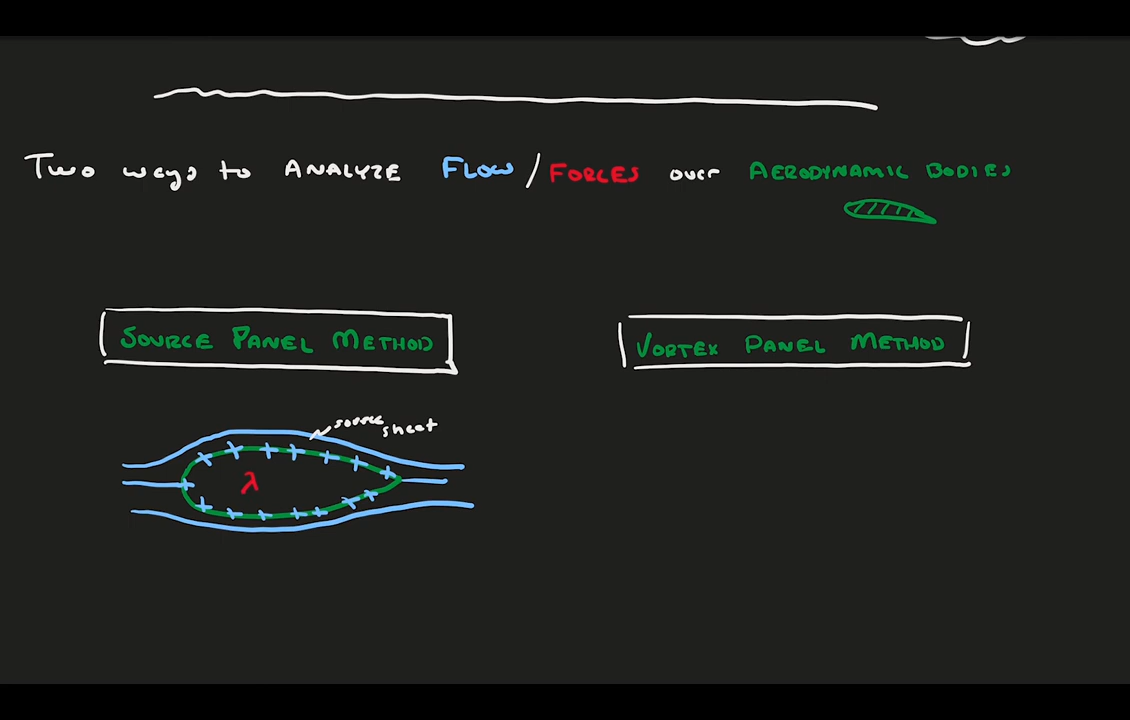 Two ways to ANALYZE FLOW/FORCES over AERODYNAMIC BODIES
SOURCE PANEL METHOD
VORTEX PANEL METHOD
source
sheet
λ